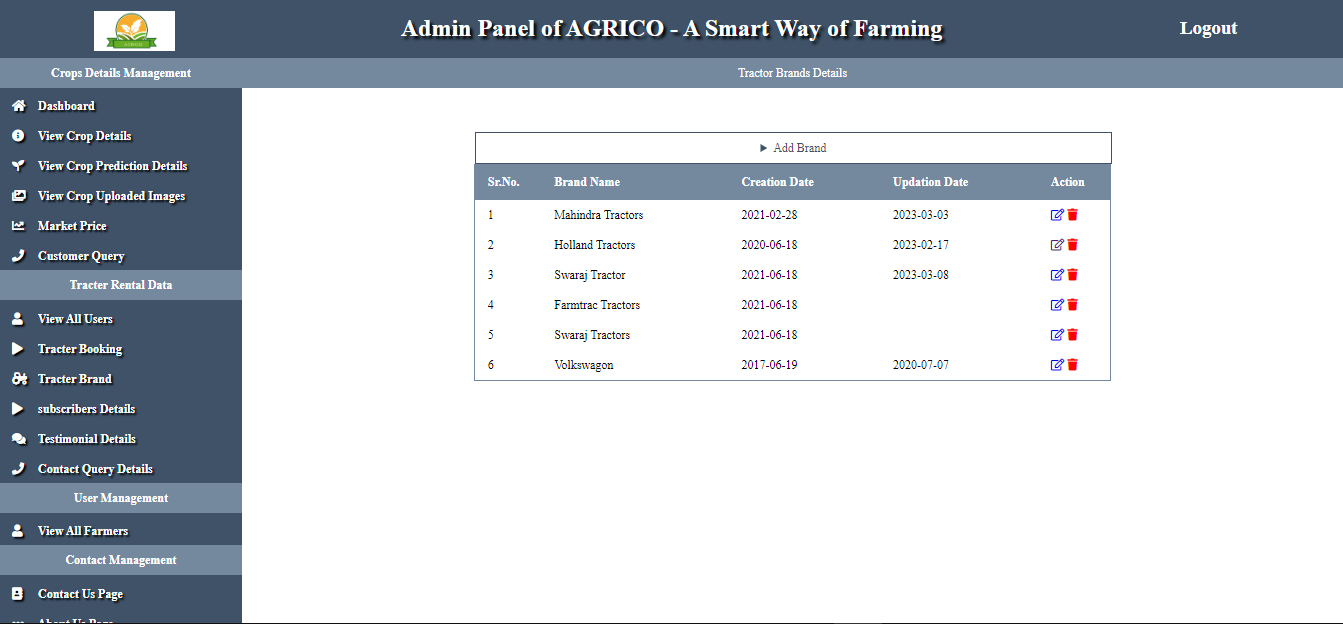 Admin Panel of AGRICO - A Smart Way of Farming
Logout
Crops Details Management
Tractor Brands Details
Dashboard
View Crop Details
View Crop Prediction Details
View Crop Uploaded Images
Market Price
Customer Query
Tracter Rental Data
View All Users
Tracter Booking
Tracter Brand
subscribers Details
Testimonial Details
Contact Query Details
User Management
View All Farmers
Contact Management
Contact Us Page
About Us Page
Add Brand
Sr.No. Brand Name Creation Date Updation Date Action
1 Mahindra Tractors 2021-02-28 2023-03-03
2 Holland Tractors 2020-06-18 2023-02-17
3 Swaraj Tractor 2021-06-18 2023-03-08
4 Farmtrac Tractors 2021-06-18
5 Swaraj Tractors 2021-06-18
6 Volkswagon 2017-06-19 2020-07-07